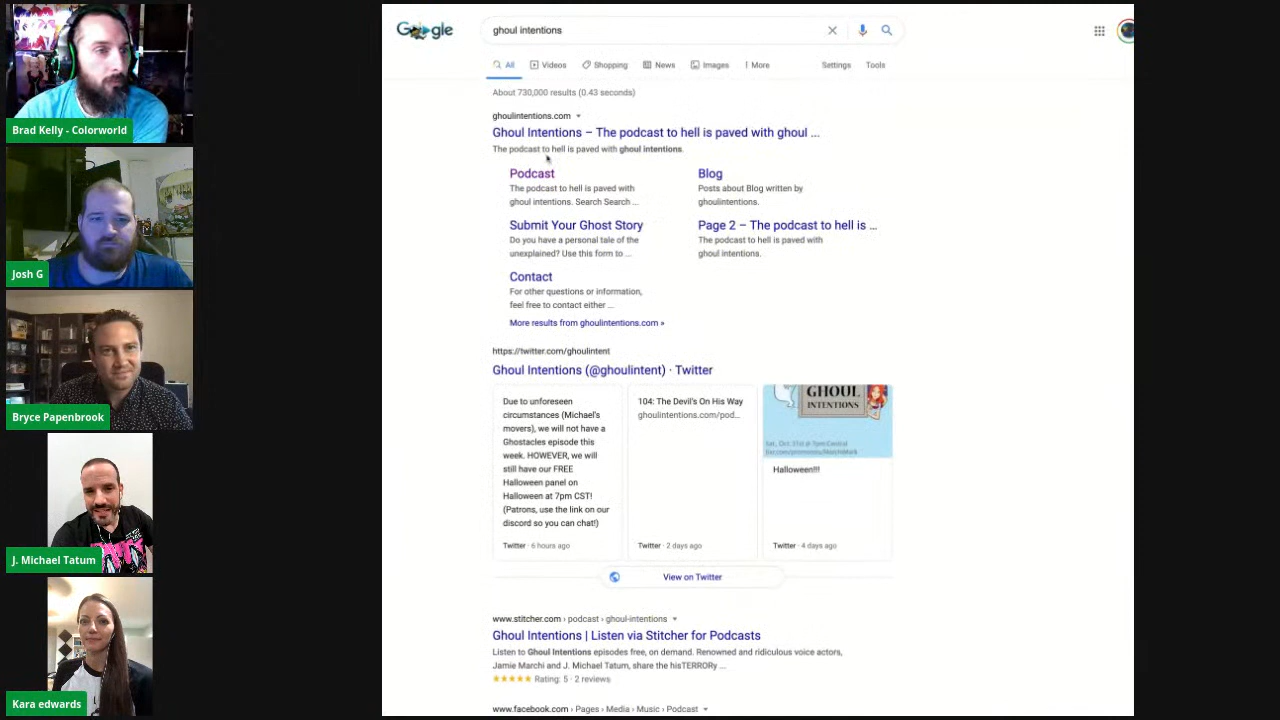 Brad Kelly - Colorworld
Josh G
Bryce Papenbrook
J. Michael Tatum
Kara edwards
Google
ghoul intentions
All
Videos
Shopping
News
Images
More
Settings
Tools
About 730,000 results (0.43 seconds)
ghoulintentions.com
Ghoul Intentions – The podcast to hell is paved with ghoul ...
The podcast to hell is paved with ghoul intentions.
Podcast
The podcast to hell is paved with
ghoul intentions. Search Search ...
Blog
Posts about Blog written by
ghoulintentions.
Submit Your Ghost Story
Do you have a personal tale of the
unexplained? Use this form to ...
Page 2 – The podcast to hell is ...
The podcast to hell is paved with
ghoul intentions.
Contact
For other questions or information,
feel free to contact either ...
More results from ghoulintentions.com »
https://twitter.com/ghoulintent
Ghoul Intentions (@ghoulintent) · Twitter
Due to unforeseen
circumstances (Michael's
movers), we will not have a
Ghostacles episode this
week. HOWEVER, we will
still have our FREE
Halloween panel on
Halloween at 7pm CST!
(Patrons, use the link on our
discord so you can chat!)
Twitter · 6 hours ago
104: The Devil's On His Way
ghoulintentions.com/pod...
Twitter · 2 days ago
GHOUL
INTENTIONS
Sat, Oct. 31st @ 7pm Central
Halloween!!!
Twitter · 4 days ago
View on Twitter
www.stitcher.com › podcast › ghoul-intentions
Ghoul Intentions | Listen via Stitcher for Podcasts
Listen to Ghoul Intentions episodes free, on demand. Renowned and ridiculous voice actors,
Jamie Marchi and J. Michael Tatum, share the hisTERRORy ...
Rating: 5 · 2 reviews
www.facebook.com › Pages › Media › Music › Podcast